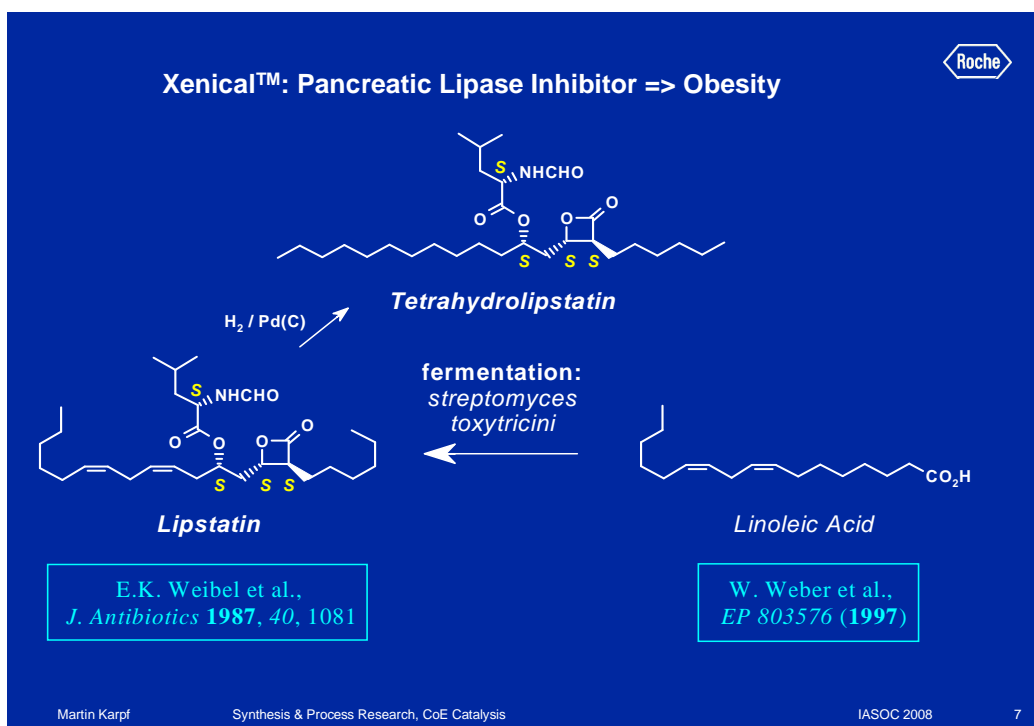 Roche
Xenical™: Pancreatic Lipase Inhibitor => Obesity
S
NHCHO
O
O
O
O
S
S
S
Tetrahydrolipstatin
H₂ / Pd(C)
S
NHCHO
O
O
O
O
S
S
S
Lipstatin
fermentation:
streptomyces
toxytricini
CO₂H
Linoleic Acid
E.K. Weibel et al.,
J. Antibiotics 1987, 40, 1081
W. Weber et al.,
EP 803576 (1997)
Martin Karpf Synthesis & Process Research, CoE Catalysis IASOC 2008 7